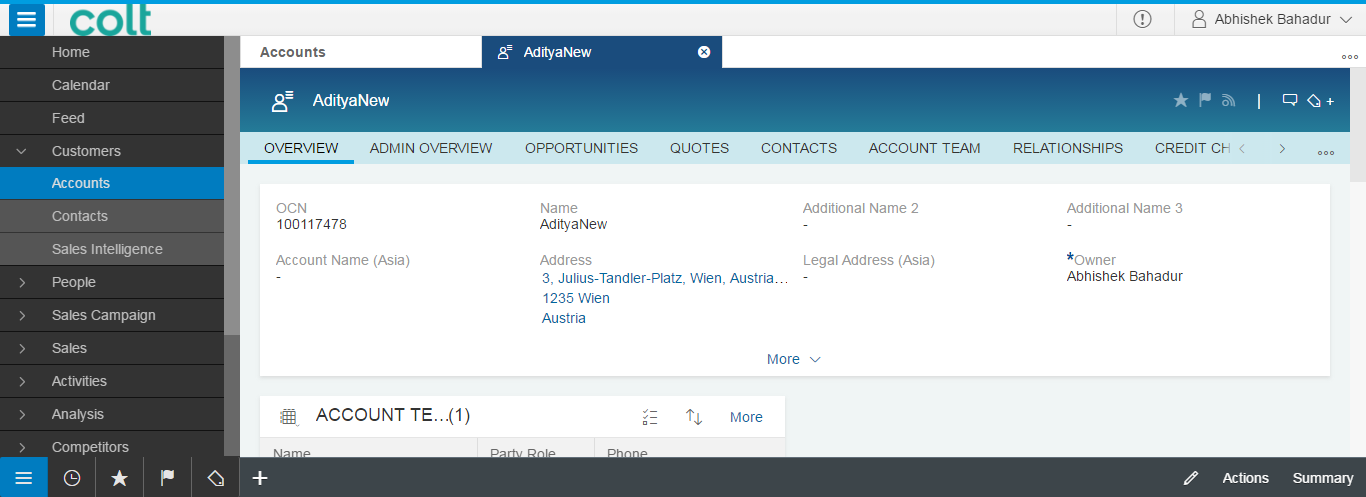 colt
Abhishek Bahadur
Home
Calendar
Feed
Customers
Accounts
Contacts
Sales Intelligence
People
Sales Campaign
Sales
Activities
Analysis
Competitors
Accounts
AdityaNew
AdityaNew
OVERVIEW ADMIN OVERVIEW OPPORTUNITIES QUOTES CONTACTS ACCOUNT TEAM RELATIONSHIPS CREDIT CH
OCN
100117478
Name
AdityaNew
Additional Name 2
-
Additional Name 3
-
Account Name (Asia)
-
Address
3, Julius-Tandler-Platz, Wien, Austria...
1235 Wien
Austria
Legal Address (Asia)
-
*Owner
Abhishek Bahadur
More
ACCOUNT TE...(1)
More
Name Party Role Phone
Actions Summary